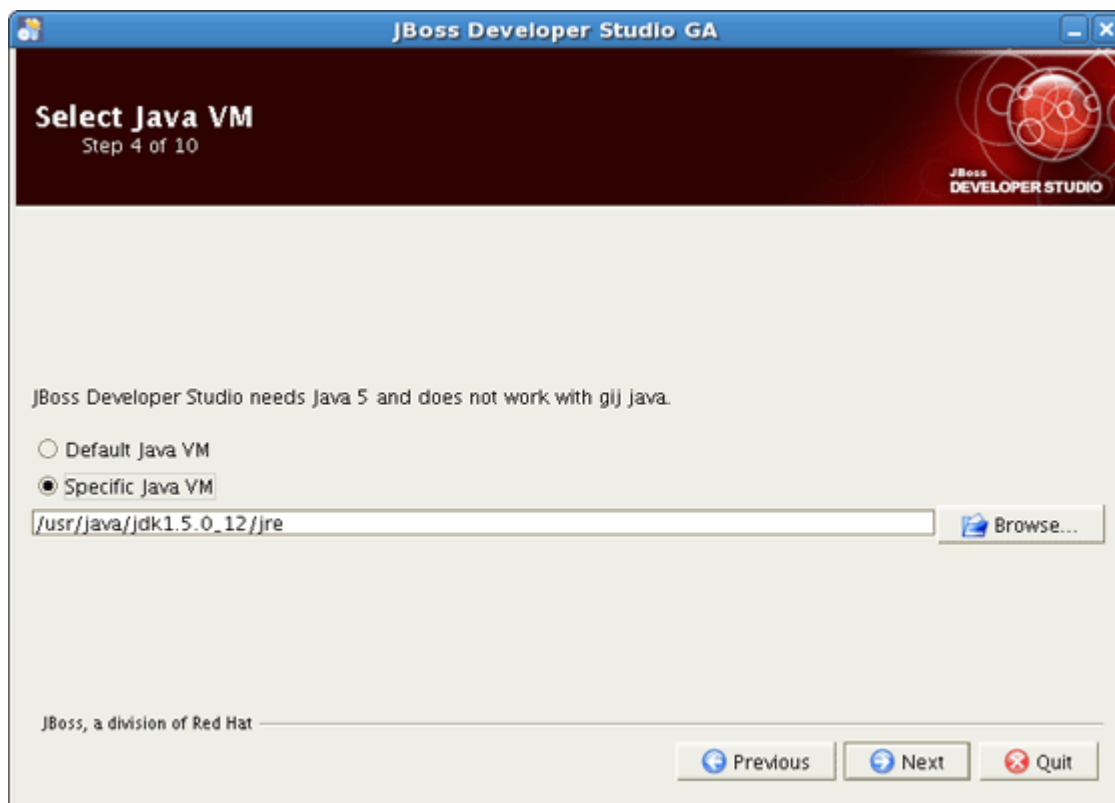 JBoss Developer Studio GA
Select Java VM
Step 4 of 10
JBoss
DEVELOPER STUDIO
JBoss Developer Studio needs Java 5 and does not work with gij java.
Default Java VM
Specific Java VM
/usr/java/jdk1.5.0_12/jre
Browse...
JBoss, a division of Red Hat
Previous
Next
Quit